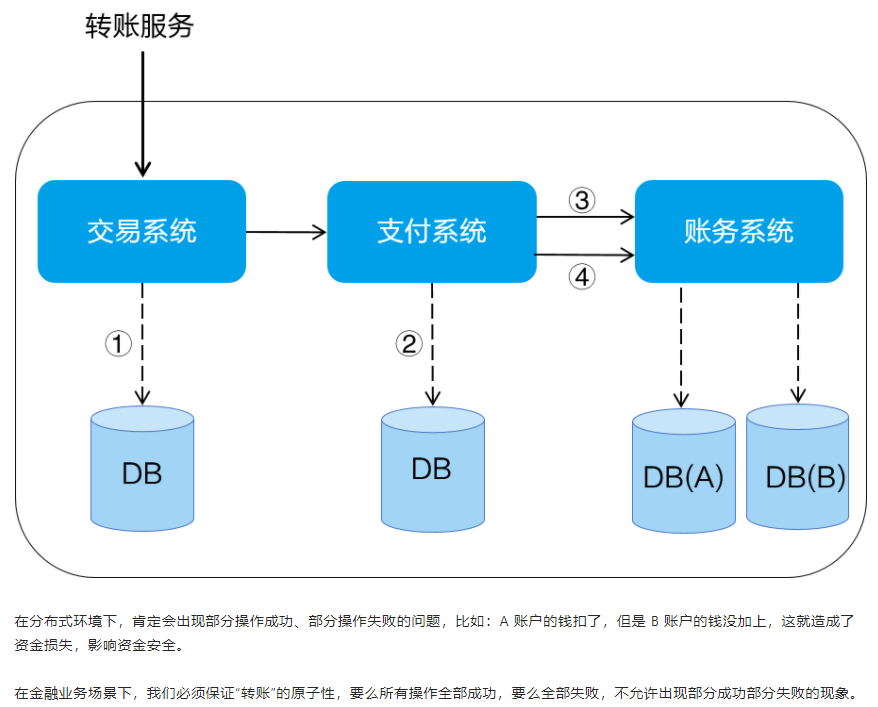 转账服务
交易系统
支付系统
③
账务系统
④
①
②
DB
DB
DB(A)
DB(B)
在分布式环境下，肯定会出现部分操作成功、部分操作失败的问题，比如：A 账户的钱扣了，但是 B 账户的钱没加上，这就造成了
资金损失，影响资金安全。
在金融业务场景下，我们必须保证“转账”的原子性，要么所有操作全部成功，要么全部失败，不允许出现部分成功部分失败的现象。